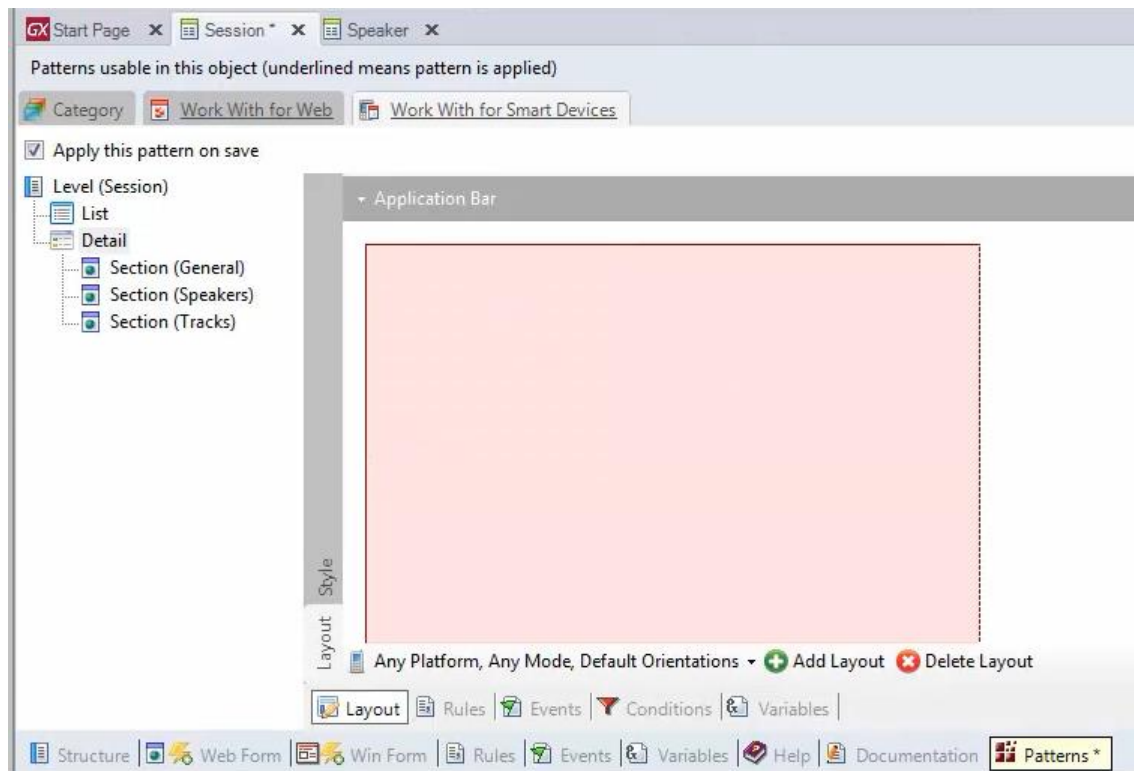 GX Start Page Session * Speaker
Patterns usable in this object (underlined means pattern is applied)
Category Work With for Web Work With for Smart Devices
Apply this pattern on save
Level (Session)
List
Detail
Section (General)
Section (Speakers)
Section (Tracks)
Application Bar
Style
Layout
Any Platform, Any Mode, Default Orientations Add Layout Delete Layout
Layout Rules Events Conditions Variables
Structure Web Form Win Form Rules Events Variables Help Documentation Patterns *